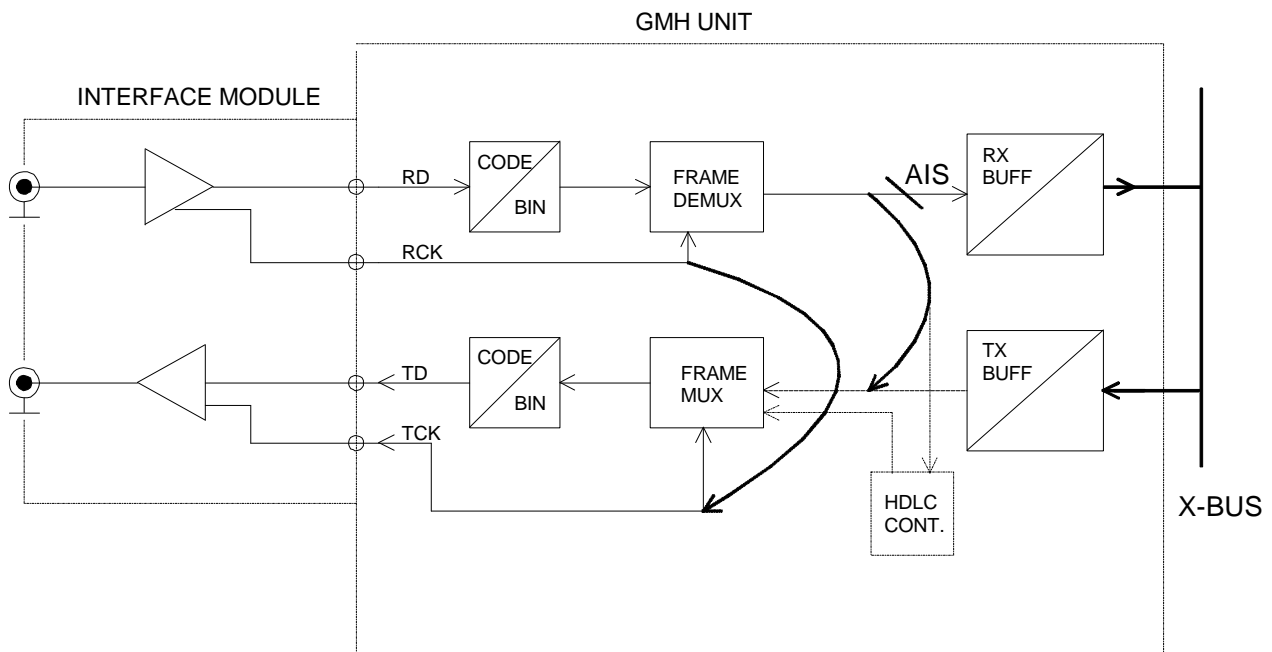 GMH UNIT
INTERFACE MODULE
RD
CODE
BIN
FRAME
DEMUX
AIS
RX
BUFF
RCK
TD
CODE
BIN
FRAME
MUX
TX
BUFF
TCK
HDLC
CONT.
X-BUS